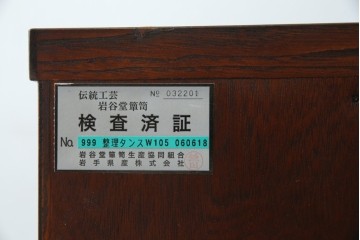 伝統工芸 No 032201
岩谷堂箪笥
検査済証
No. 999 整理タンスW105 060618
岩谷堂箪笥生産協同組合
岩手県産株式会社